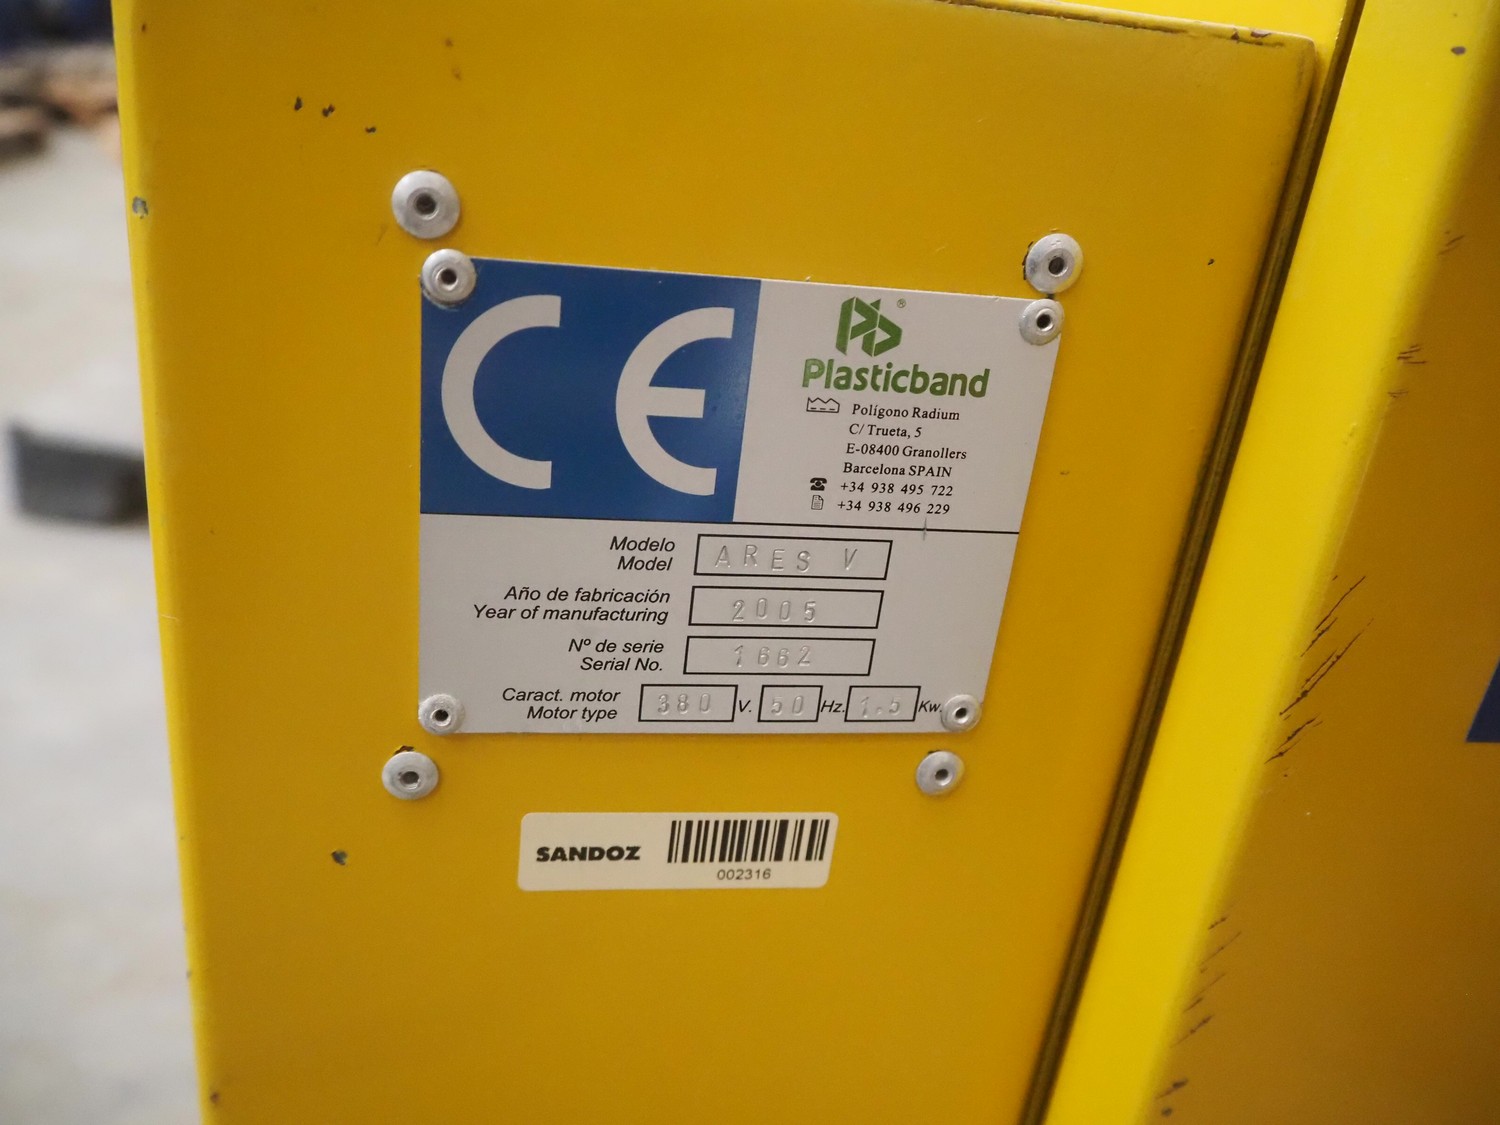 CE
®
Plasticband
Polígono Radium
C/ Trueta, 5
E-08400 Granollers
Barcelona SPAIN
+34 938 495 722
+34 938 496 229
Modelo
Model
ARES V
Año de fabricación
Year of manufacturing
2005
Nº de serie
Serial No.
1662
Caract. motor
Motor type
380 V. 50 Hz. 1.5 Kw.
SANDOZ
002316